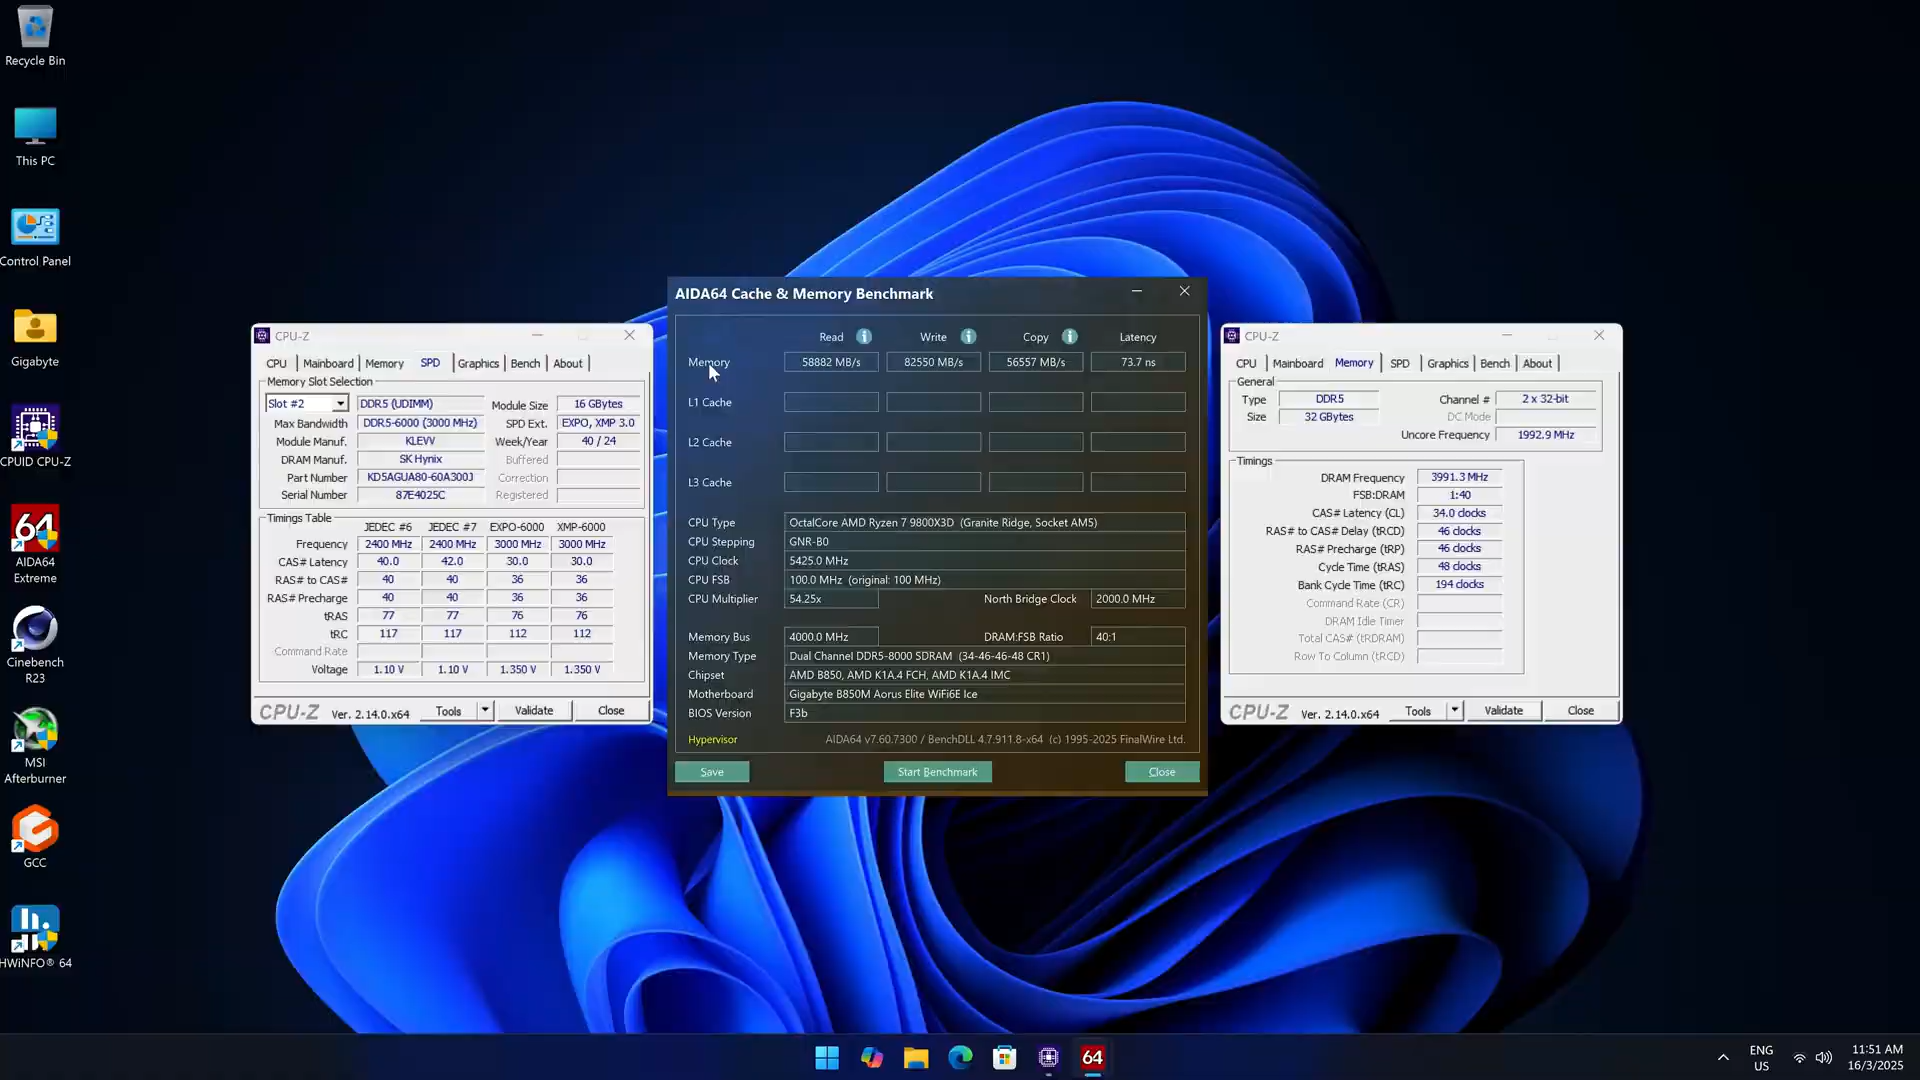 Recycle Bin
This PC
Control Panel
Gigabyte
CPUID CPU-Z
64
AIDA64
Extreme
Cinebench
R23
MSI
Afterburner
GCC
HWiNFO® 64
CPU-Z
CPU Mainboard Memory SPD Graphics Bench About
Memory Slot Selection
Slot #2 DDR5 (UDIMM) Module Size 16 GBytes
Max Bandwidth DDR5-6000 (3000 MHz) SPD Ext. EXPO, XMP 3.0
Module Manuf. KLEVV Week/Year 40 / 24
DRAM Manuf. SK Hynix Buffered
Part Number KD5AGUA80-60A300J Correction
Serial Number 87E4025C Registered
Timings Table
JEDEC #6 JEDEC #7 EXPO-6000 XMP-6000
Frequency 2400 MHz 2400 MHz 3000 MHz 3000 MHz
CAS# Latency 40.0 42.0 30.0 30.0
RAS# to CAS# 40 40 36 36
RAS# Precharge 40 40 36 36
tRAS 77 77 76 76
tRC 117 117 112 112
Command Rate
Voltage 1.10 V 1.10 V 1.350 V 1.350 V
CPU-Z Ver. 2.14.0.x64 Tools Validate Close
AIDA64 Cache & Memory Benchmark
Read Write Copy Latency
Memory 58882 MB/s 82550 MB/s 56557 MB/s 73.7 ns
L1 Cache
L2 Cache
L3 Cache
CPU Type OctalCore AMD Ryzen 7 9800X3D (Granite Ridge, Socket AM5)
CPU Stepping GNR-B0
CPU Clock 5425.0 MHz
CPU FSB 100.0 MHz (original: 100 MHz)
CPU Multiplier 54.25x North Bridge Clock 2000.0 MHz
Memory Bus 4000.0 MHz DRAM:FSB Ratio 40:1
Memory Type Dual Channel DDR5-8000 SDRAM (34-46-46-48 CR1)
Chipset AMD B850, AMD K1A.4 FCH, AMD K1A.4 IMC
Motherboard Gigabyte B850M Aorus Elite WiFi6E Ice
BIOS Version F3b
Hypervisor AIDA64 v7.60.7300 / BenchDLL 4.7.911.8-x64 (c) 1995-2025 FinalWire Ltd.
Save Start Benchmark Close
CPU-Z
CPU Mainboard Memory SPD Graphics Bench About
General
Type DDR5 Channel # 2 x 32-bit
Size 32 GBytes DC Mode
Uncore Frequency 1992.9 MHz
Timings
DRAM Frequency 3991.3 MHz
FSB:DRAM 1:40
CAS# Latency (CL) 34.0 clocks
RAS# to CAS# Delay (tRCD) 46 clocks
RAS# Precharge (tRP) 46 clocks
Cycle Time (tRAS) 48 clocks
Bank Cycle Time (tRC) 194 clocks
Command Rate (CR)
DRAM Idle Timer
Total CAS# (tRDRAM)
Row To Column (tRCD)
CPU-Z Ver. 2.14.0.x64 Tools Validate Close
64
ENG
US
11:51 AM
16/3/2025